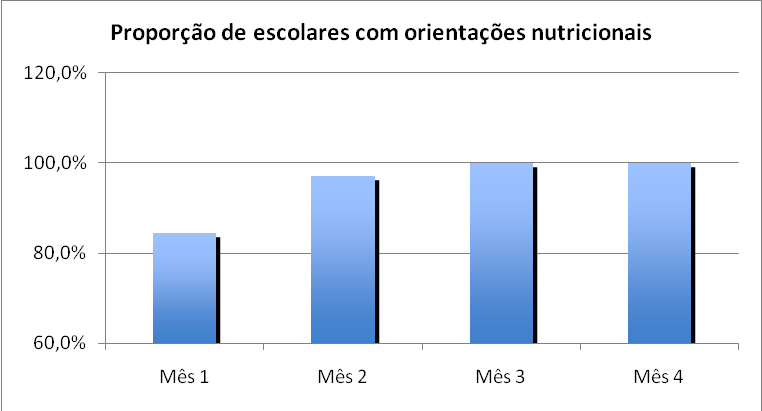 Proporção de escolares com orientações nutricionais
120,0%
100,0%
80,0%
60,0%
Mês 1 Mês 2 Mês 3 Mês 4